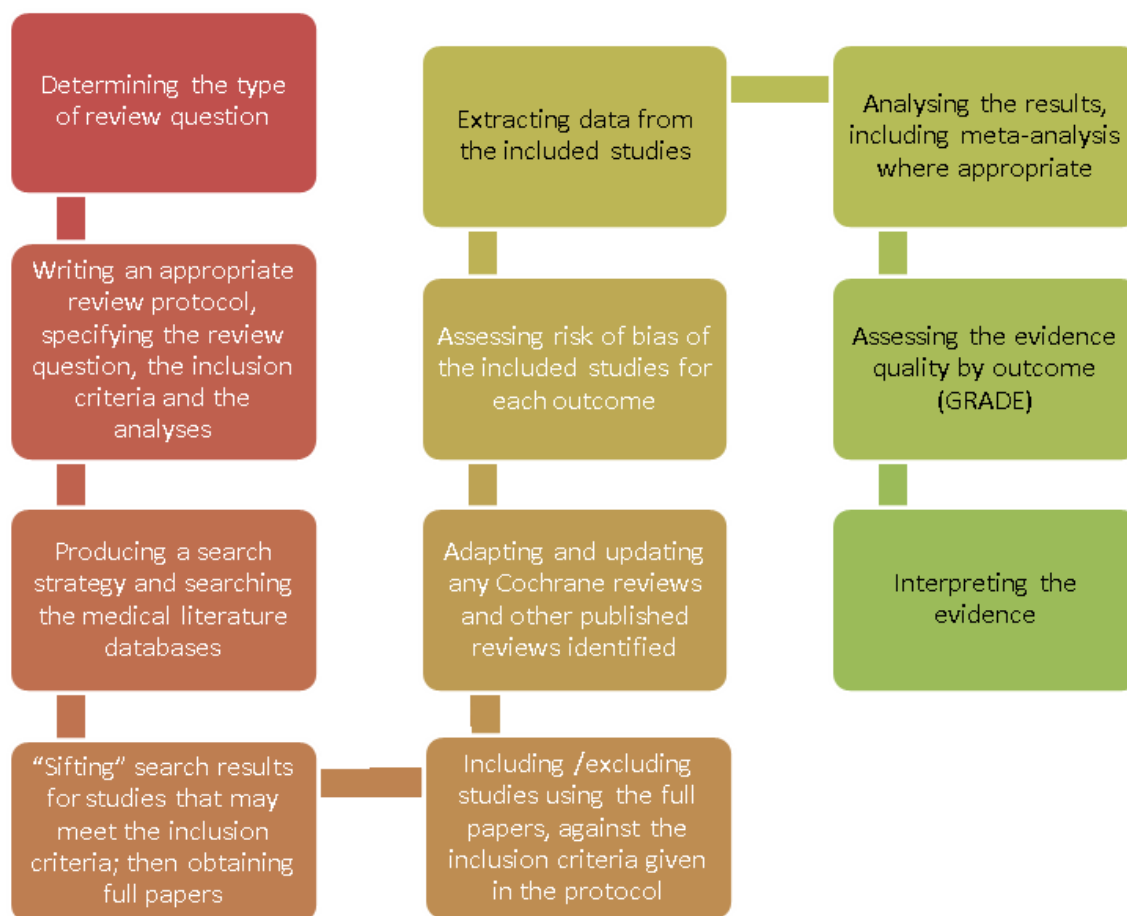 Determining the type
of review question
Writing an appropriate
review protocol,
specifying the review
question, the inclusion
criteria and the
analyses
Producing a search
strategy and searching
the medical literature
databases
“Sifting” search results
for studies that may
meet the inclusion
criteria; then obtaining
full papers
Including /excluding
studies using the full
papers, against the
inclusion criteria given
in the protocol
Adapting and updating
any Cochrane reviews
and other published
reviews identified
Assessing risk of bias of
the included studies for
each outcome
Extracting data from
the included studies
Analysing the results,
including meta-analysis
where appropriate
Assessing the evidence
quality by outcome
(GRADE)
Interpreting the
evidence